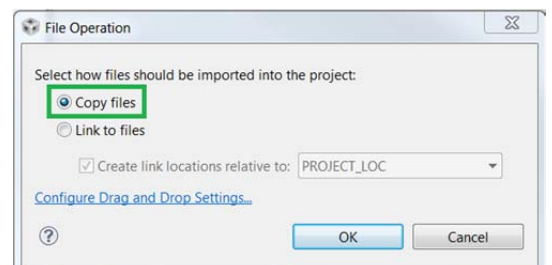 File Operation
Select how files should be imported into the project:
Copy files
Link to files
Create link locations relative to: PROJECT_LOC
Configure Drag and Drop Settings...
OK Cancel